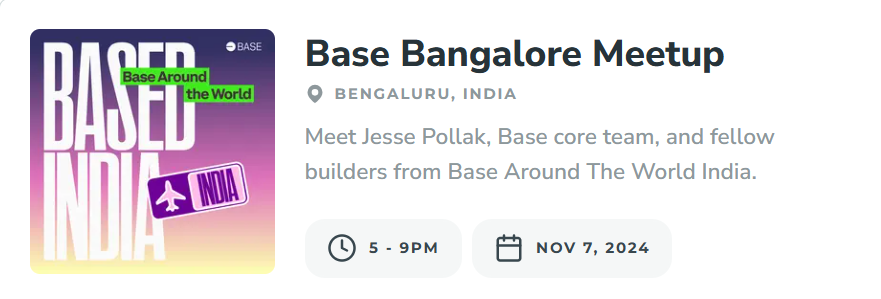 BASE
BASED
Base Around
the World
INDIA
INDIA
Base Bangalore Meetup
BENGALURU, INDIA
Meet Jesse Pollak, Base core team, and fellow
builders from Base Around The World India.
5 - 9PM
NOV 7, 2024